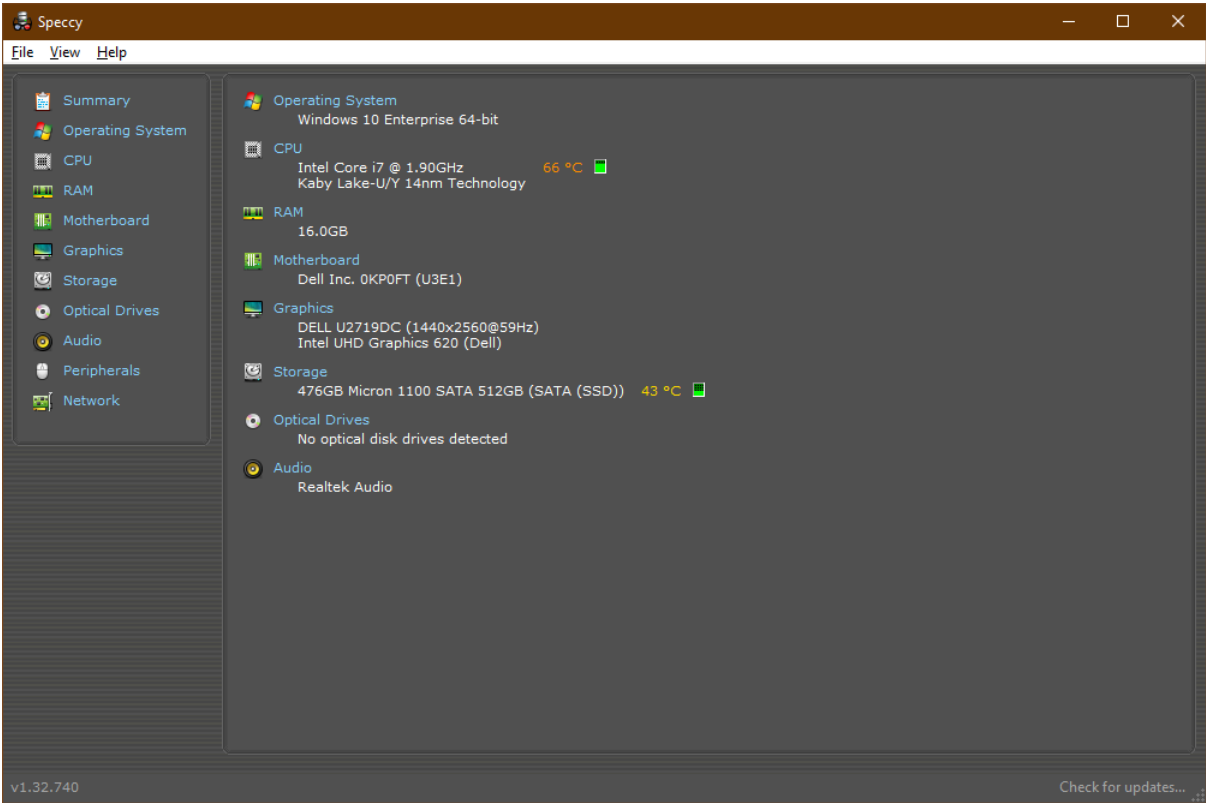 Speccy
File View Help
Summary
Operating System
CPU
RAM
Motherboard
Graphics
Storage
Optical Drives
Audio
Peripherals
Network
Operating System
Windows 10 Enterprise 64-bit
CPU
Intel Core i7 @ 1.90GHz 66 °C
Kaby Lake-U/Y 14nm Technology
RAM
16.0GB
Motherboard
Dell Inc. 0KP0FT (U3E1)
Graphics
DELL U2719DC (1440x2560@59Hz)
Intel UHD Graphics 620 (Dell)
Storage
476GB Micron 1100 SATA 512GB (SATA (SSD)) 43 °C
Optical Drives
No optical disk drives detected
Audio
Realtek Audio
v1.32.740
Check for updates...